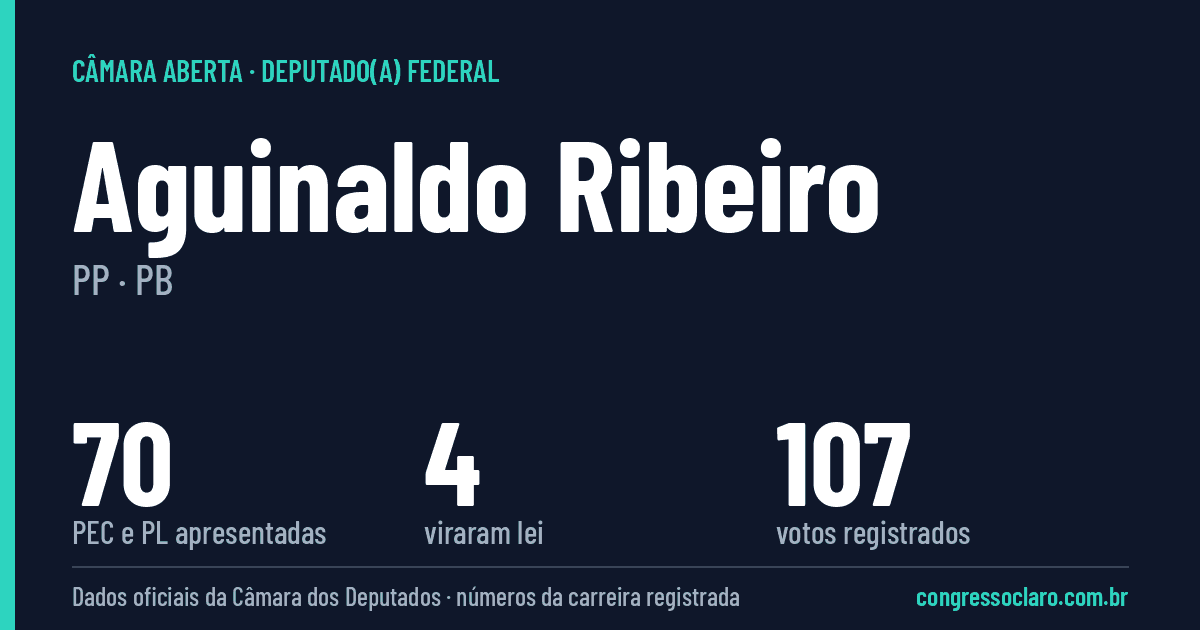 CÂMARA ABERTA · DEPUTADO(A) FEDERAL
Aguinaldo Ribeiro
PP · PB
70 4 107
PEC e PL apresentadas viraram lei votos registrados
Dados oficiais da Câmara dos Deputados · números da carreira registrada congressoclaro.com.br